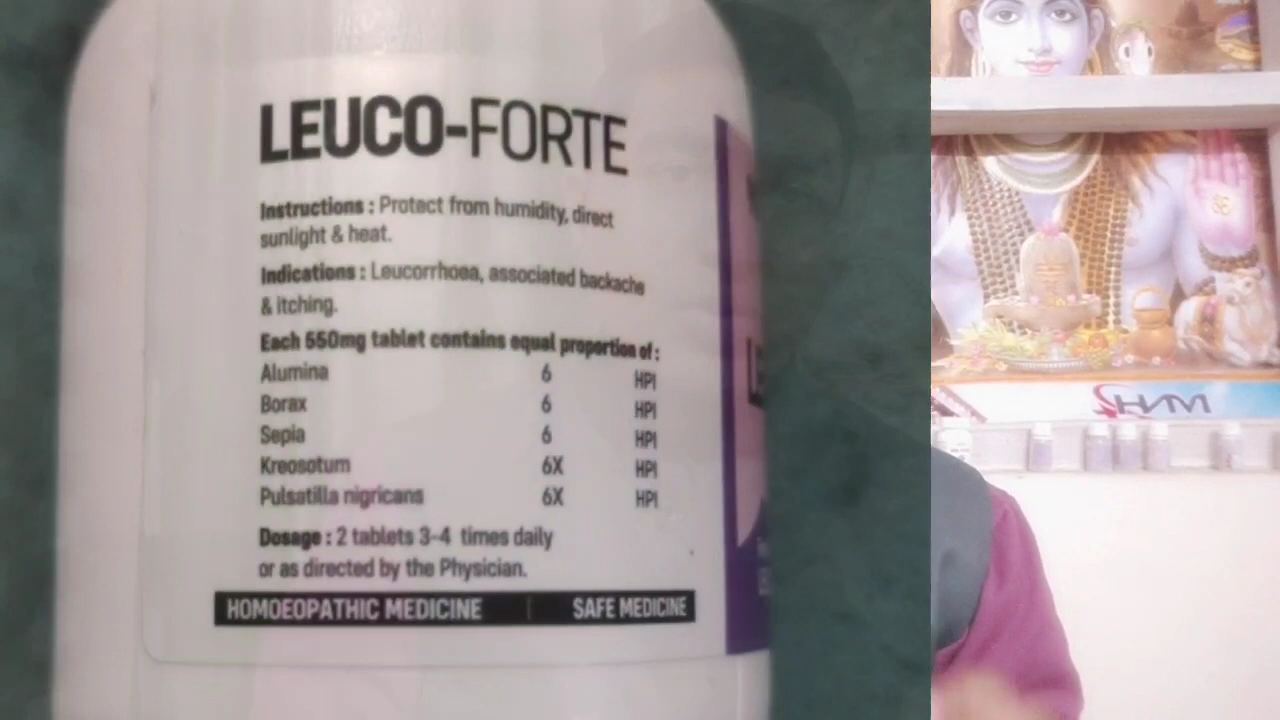 LEUCO-FORTE
Instructions : Protect from humidity, direct
sunlight & heat.
Indications : Leucorrhoea, associated backache
& itching.
Each 550mg tablet contains equal proportion of :
Alumina 6 HPI
Borax 6 HPI
Sepia 6 HPI
Kreosotum 6X HPI
Pulsatilla nigricans 6X HPI
Dosage : 2 tablets 3-4 times daily
or as directed by the Physician.
HOMOEOPATHIC MEDICINE | SAFE MEDICINE